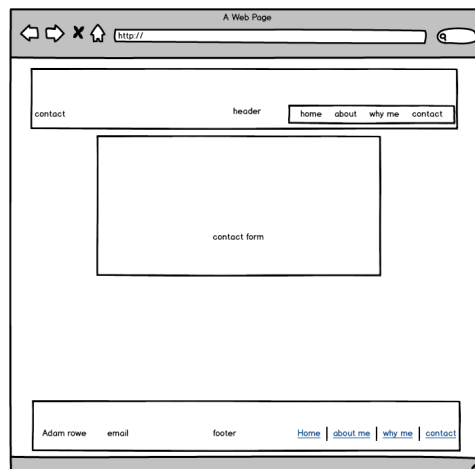 A Web Page
http://
contact header home about why me contact
contact form
Adam rowe email footer Home about me why me contact